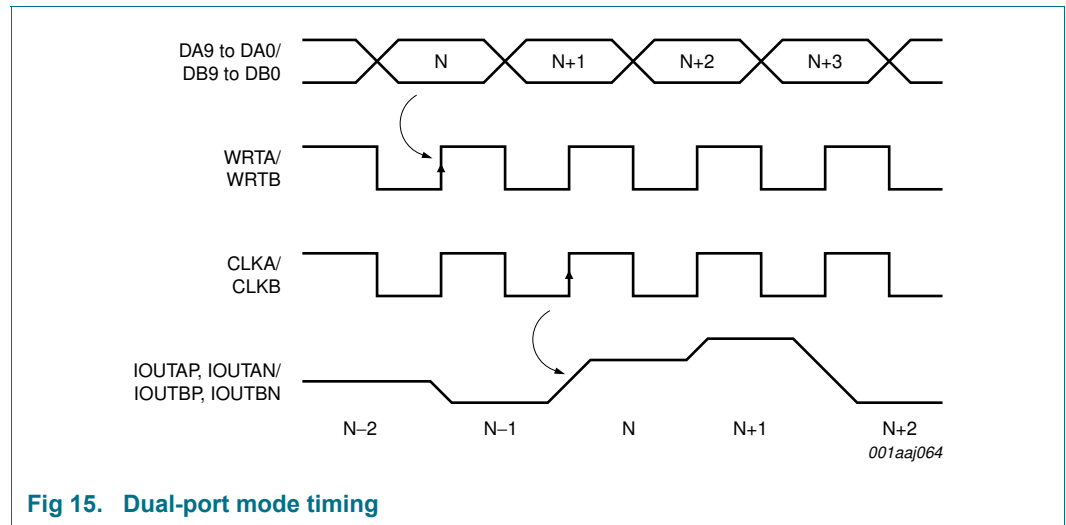 DA9 to DA0/
DB9 to DB0
N
N+1
N+2
N+3
WRTA/
WRTB
CLKA/
CLKB
IOUTAP, IOUTAN/
IOUTBP, IOUTBN
N−2
N−1
N
N+1
N+2
001aaj064
Fig 15. Dual-port mode timing